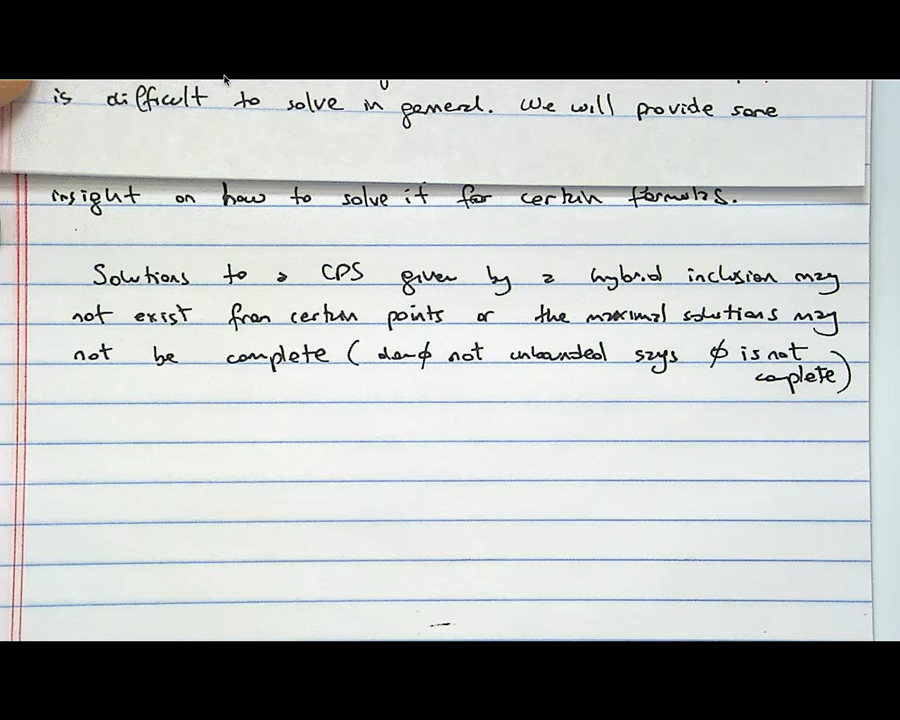 is difficult to solve in general. We will provide some
insight on how to solve it for certain formulas.
Solutions to a CPS given by a hybrid inclusion may
not exist from certain points or the maximal solutions may
not be complete ( dom ϕ not unbounded says ϕ is not
complete)